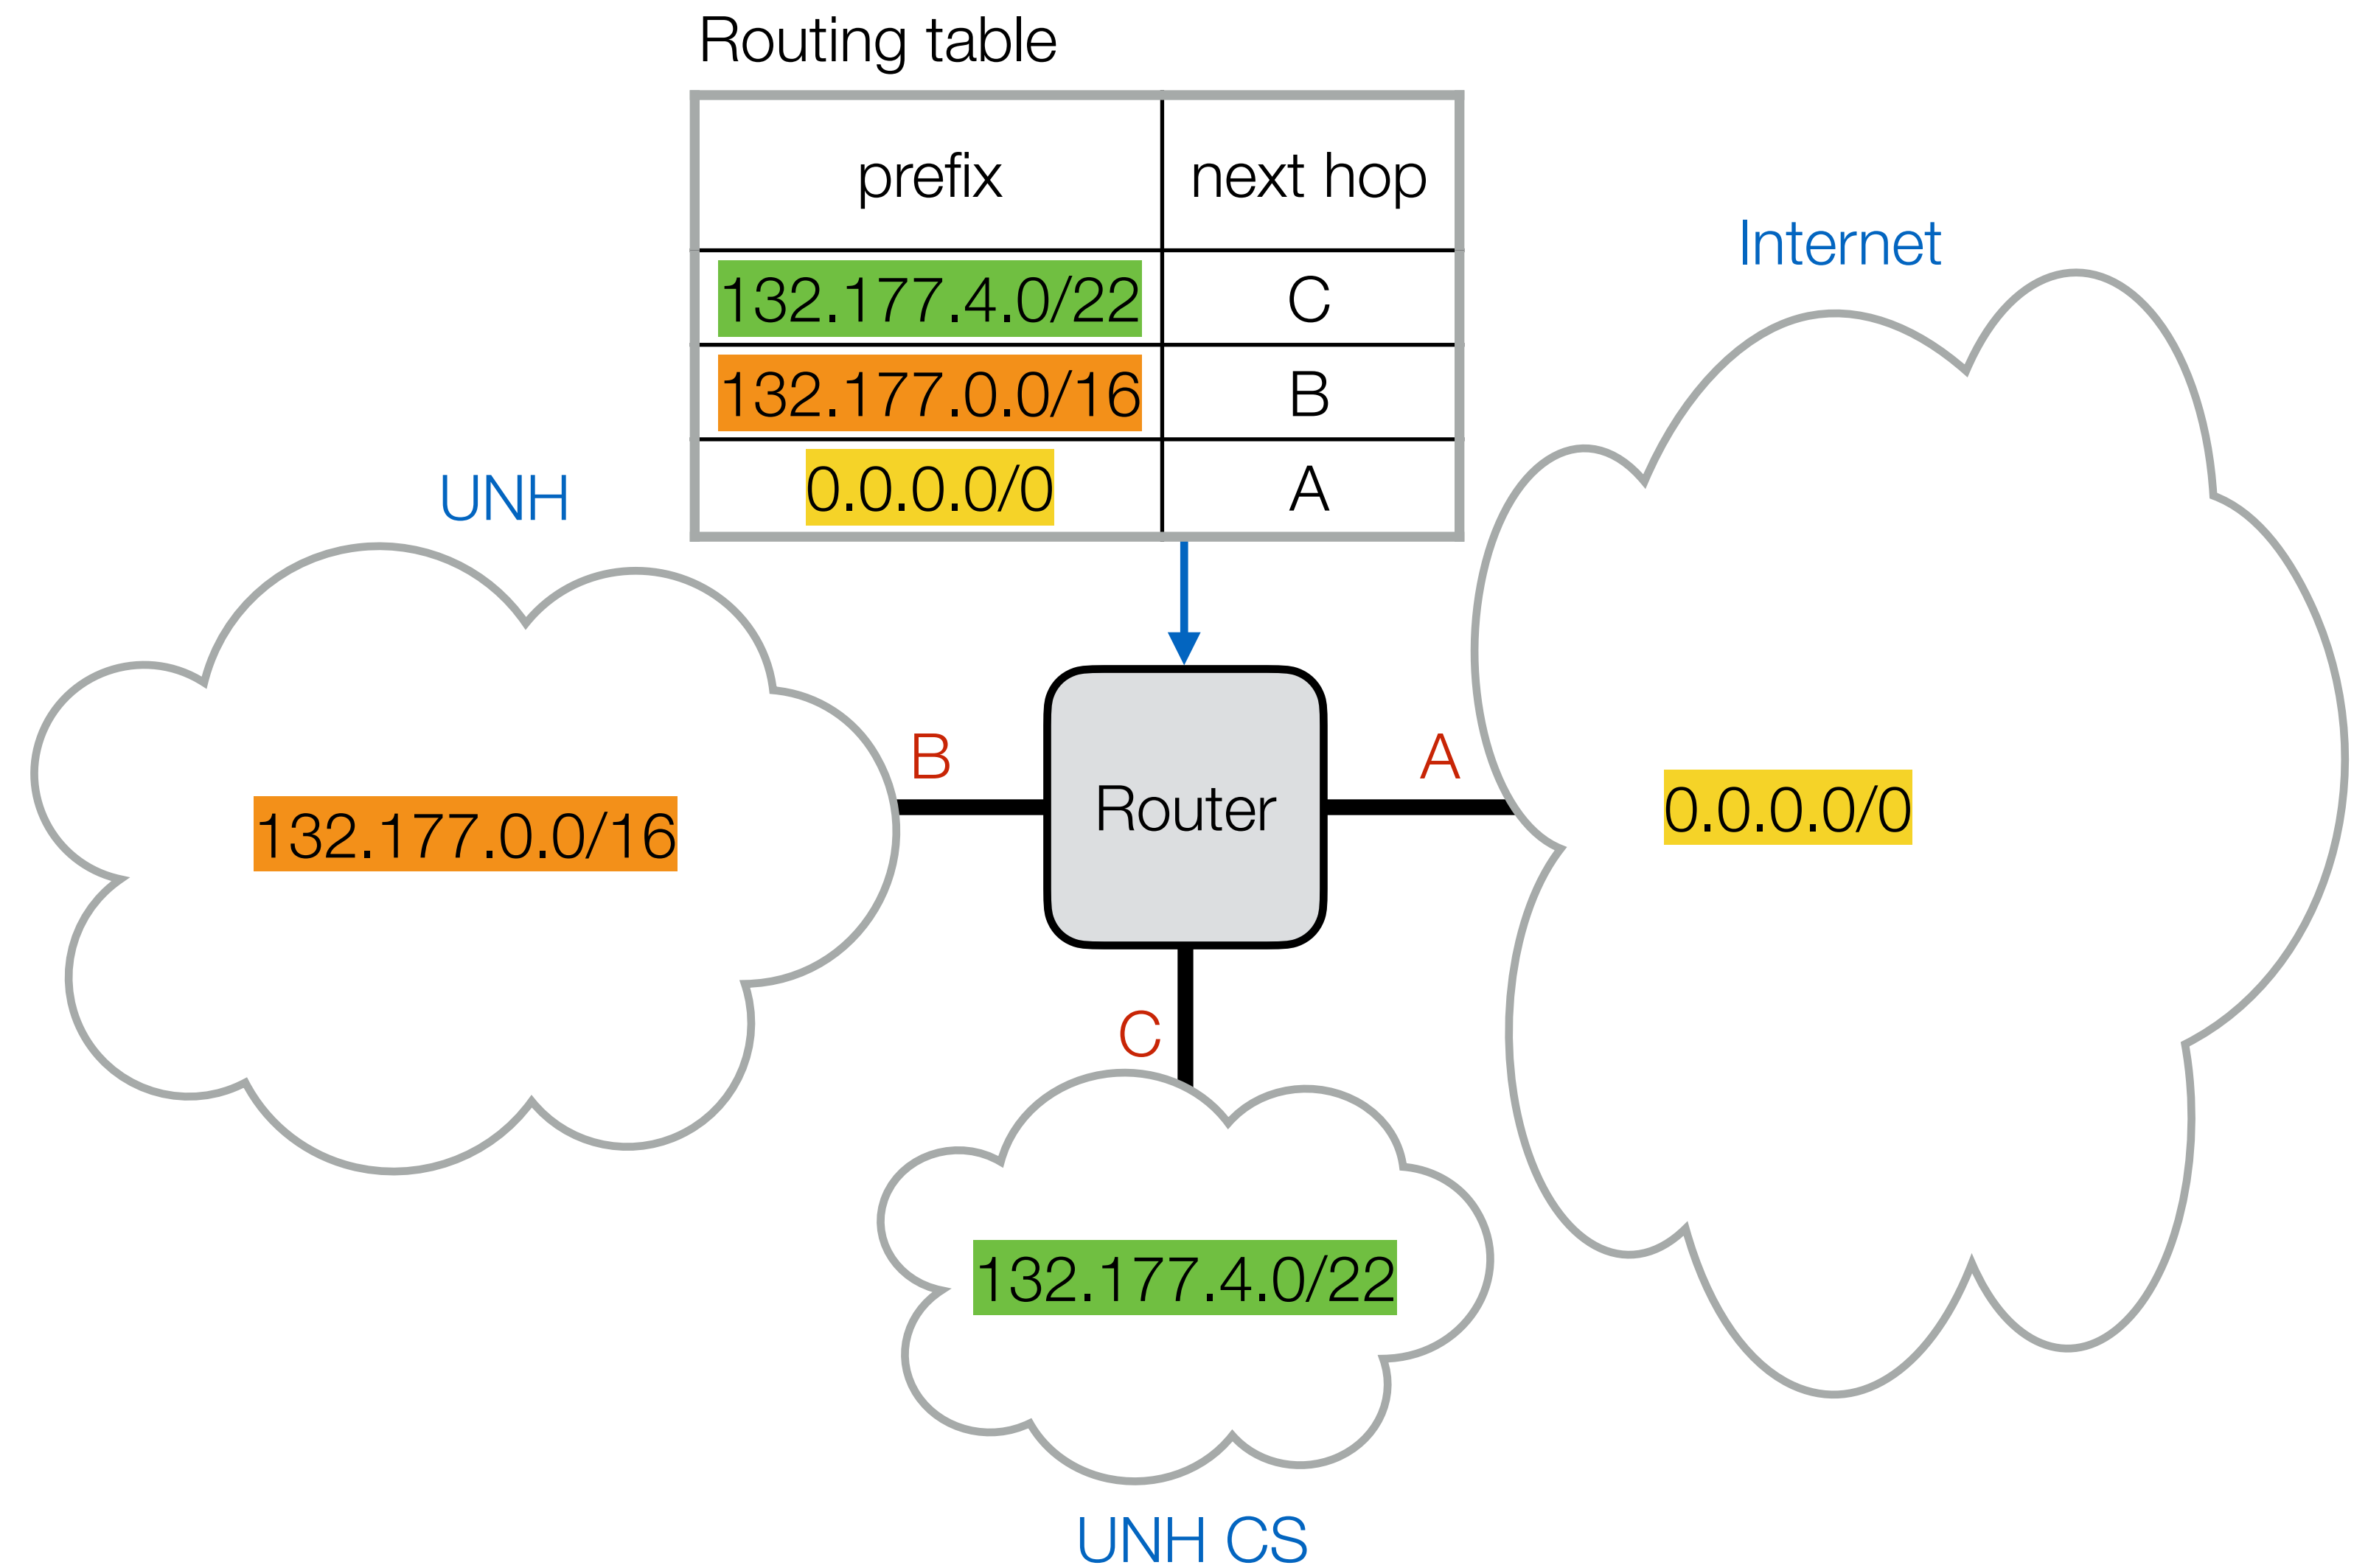 Routing table
prefix next hop
132.177.4.0/22 C
132.177.0.0/16 B
0.0.0.0/0 A
Internet
UNH
B
A
Router
132.177.0.0/16
0.0.0.0/0
C
132.177.4.0/22
UNH CS